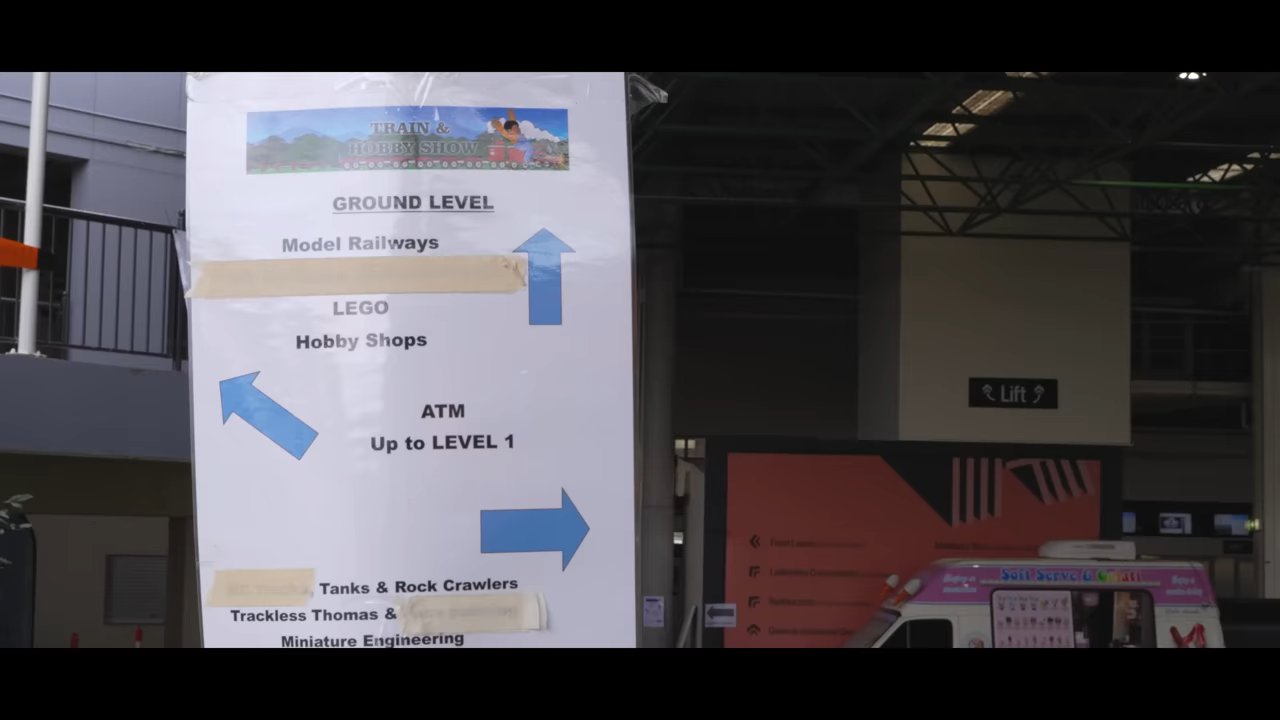 TRAIN &
HOBBY SHOW
GROUND LEVEL
Model Railways
LEGO
Hobby Shops
ATM
Up to LEVEL 1
Tanks & Rock Crawlers
Trackless Thomas &
Miniature Engineering
Lift
Soft Serve & Gelati